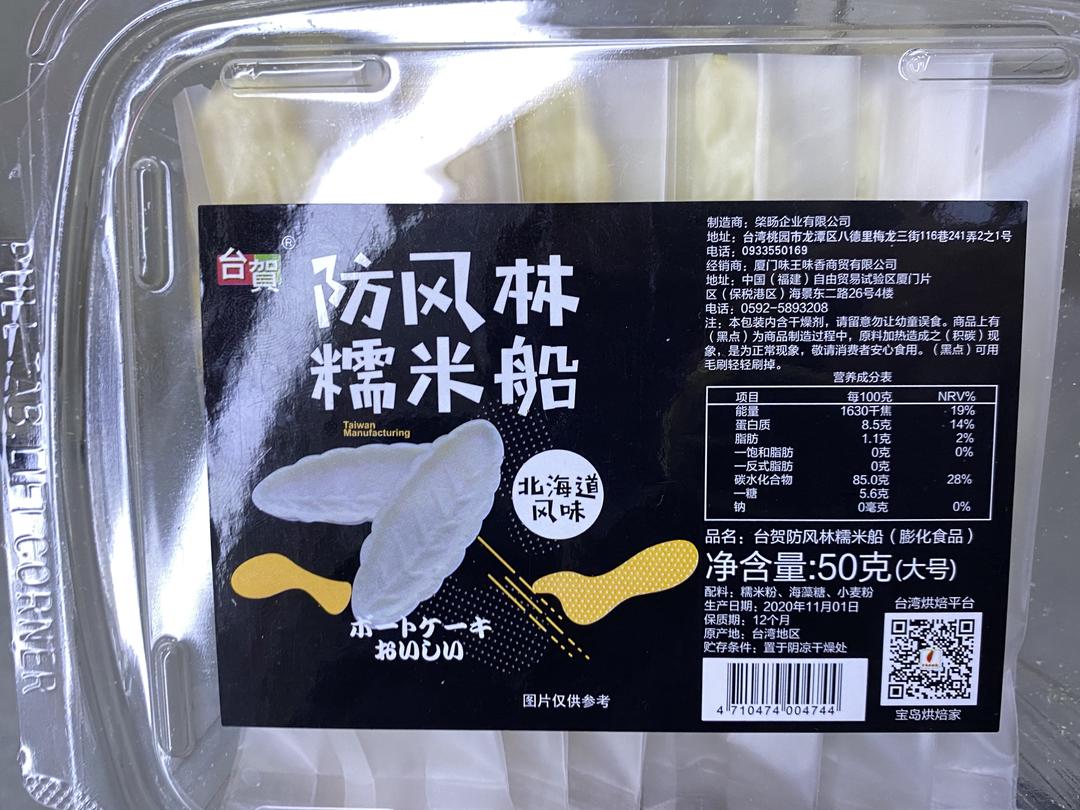 台贺®
防风林
糯米船
Taiwan
Manufacturing
北海道
风味
ボートケーキ
おいしい
图片仅供参考
制造商：棨旸企业有限公司
地址：台湾桃园市龙潭区八德里梅龙三街116巷241弄2之1号
电话：0933550169
经销商：厦门味王味香商贸有限公司
地址：中国（福建）自由贸易试验区厦门片
区（保税港区）海景东二路26号4楼
电话：0592-5893208
注：本包装内含干燥剂，请留意勿让幼童误食。商品上有
（黑点）为商品制造过程中，原料加热造成之（积碳）现
象，是为正常现象，敬请消费者安心食用。（黑点）可用
毛刷轻轻刷掉。
营养成分表
项目 每100克 NRV%
能量 1630千焦 19%
蛋白质 8.5克 14%
脂肪 1.1克 2%
—饱和脂肪 0克 0%
—反式脂肪 0克
碳水化合物 85.0克 28%
—糖 5.6克
钠 0毫克 0%
品名：台贺防风林糯米船（膨化食品）
净含量:50克(大号)
配料：糯米粉、海藻糖、小麦粉
生产日期：2020年11月01日
保质期：12个月
原产地：台湾地区
贮存条件：置于阴凉干燥处
4 710474 004744
台湾烘焙平台
宝岛烘焙家
LIFT CORNER